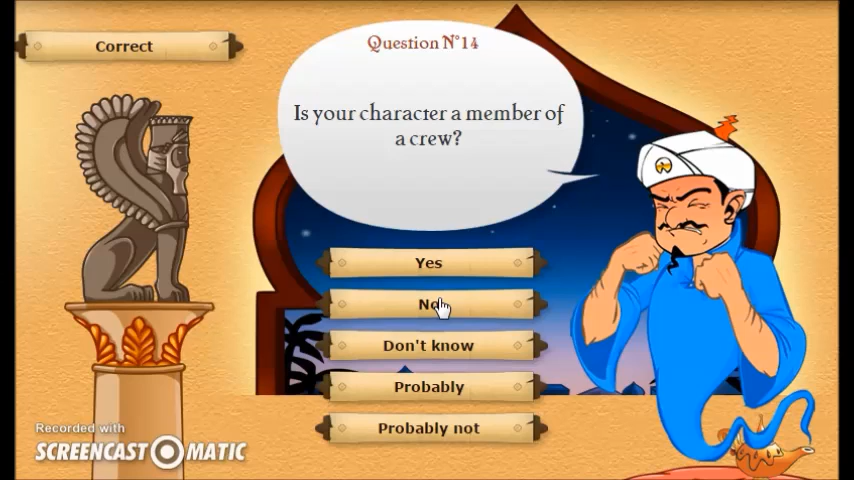 Correct
Question N°14
Is your character a member of
a crew?
Yes
No
Don't know
Probably
Probably not
Recorded with
SCREENCAST-O-MATIC